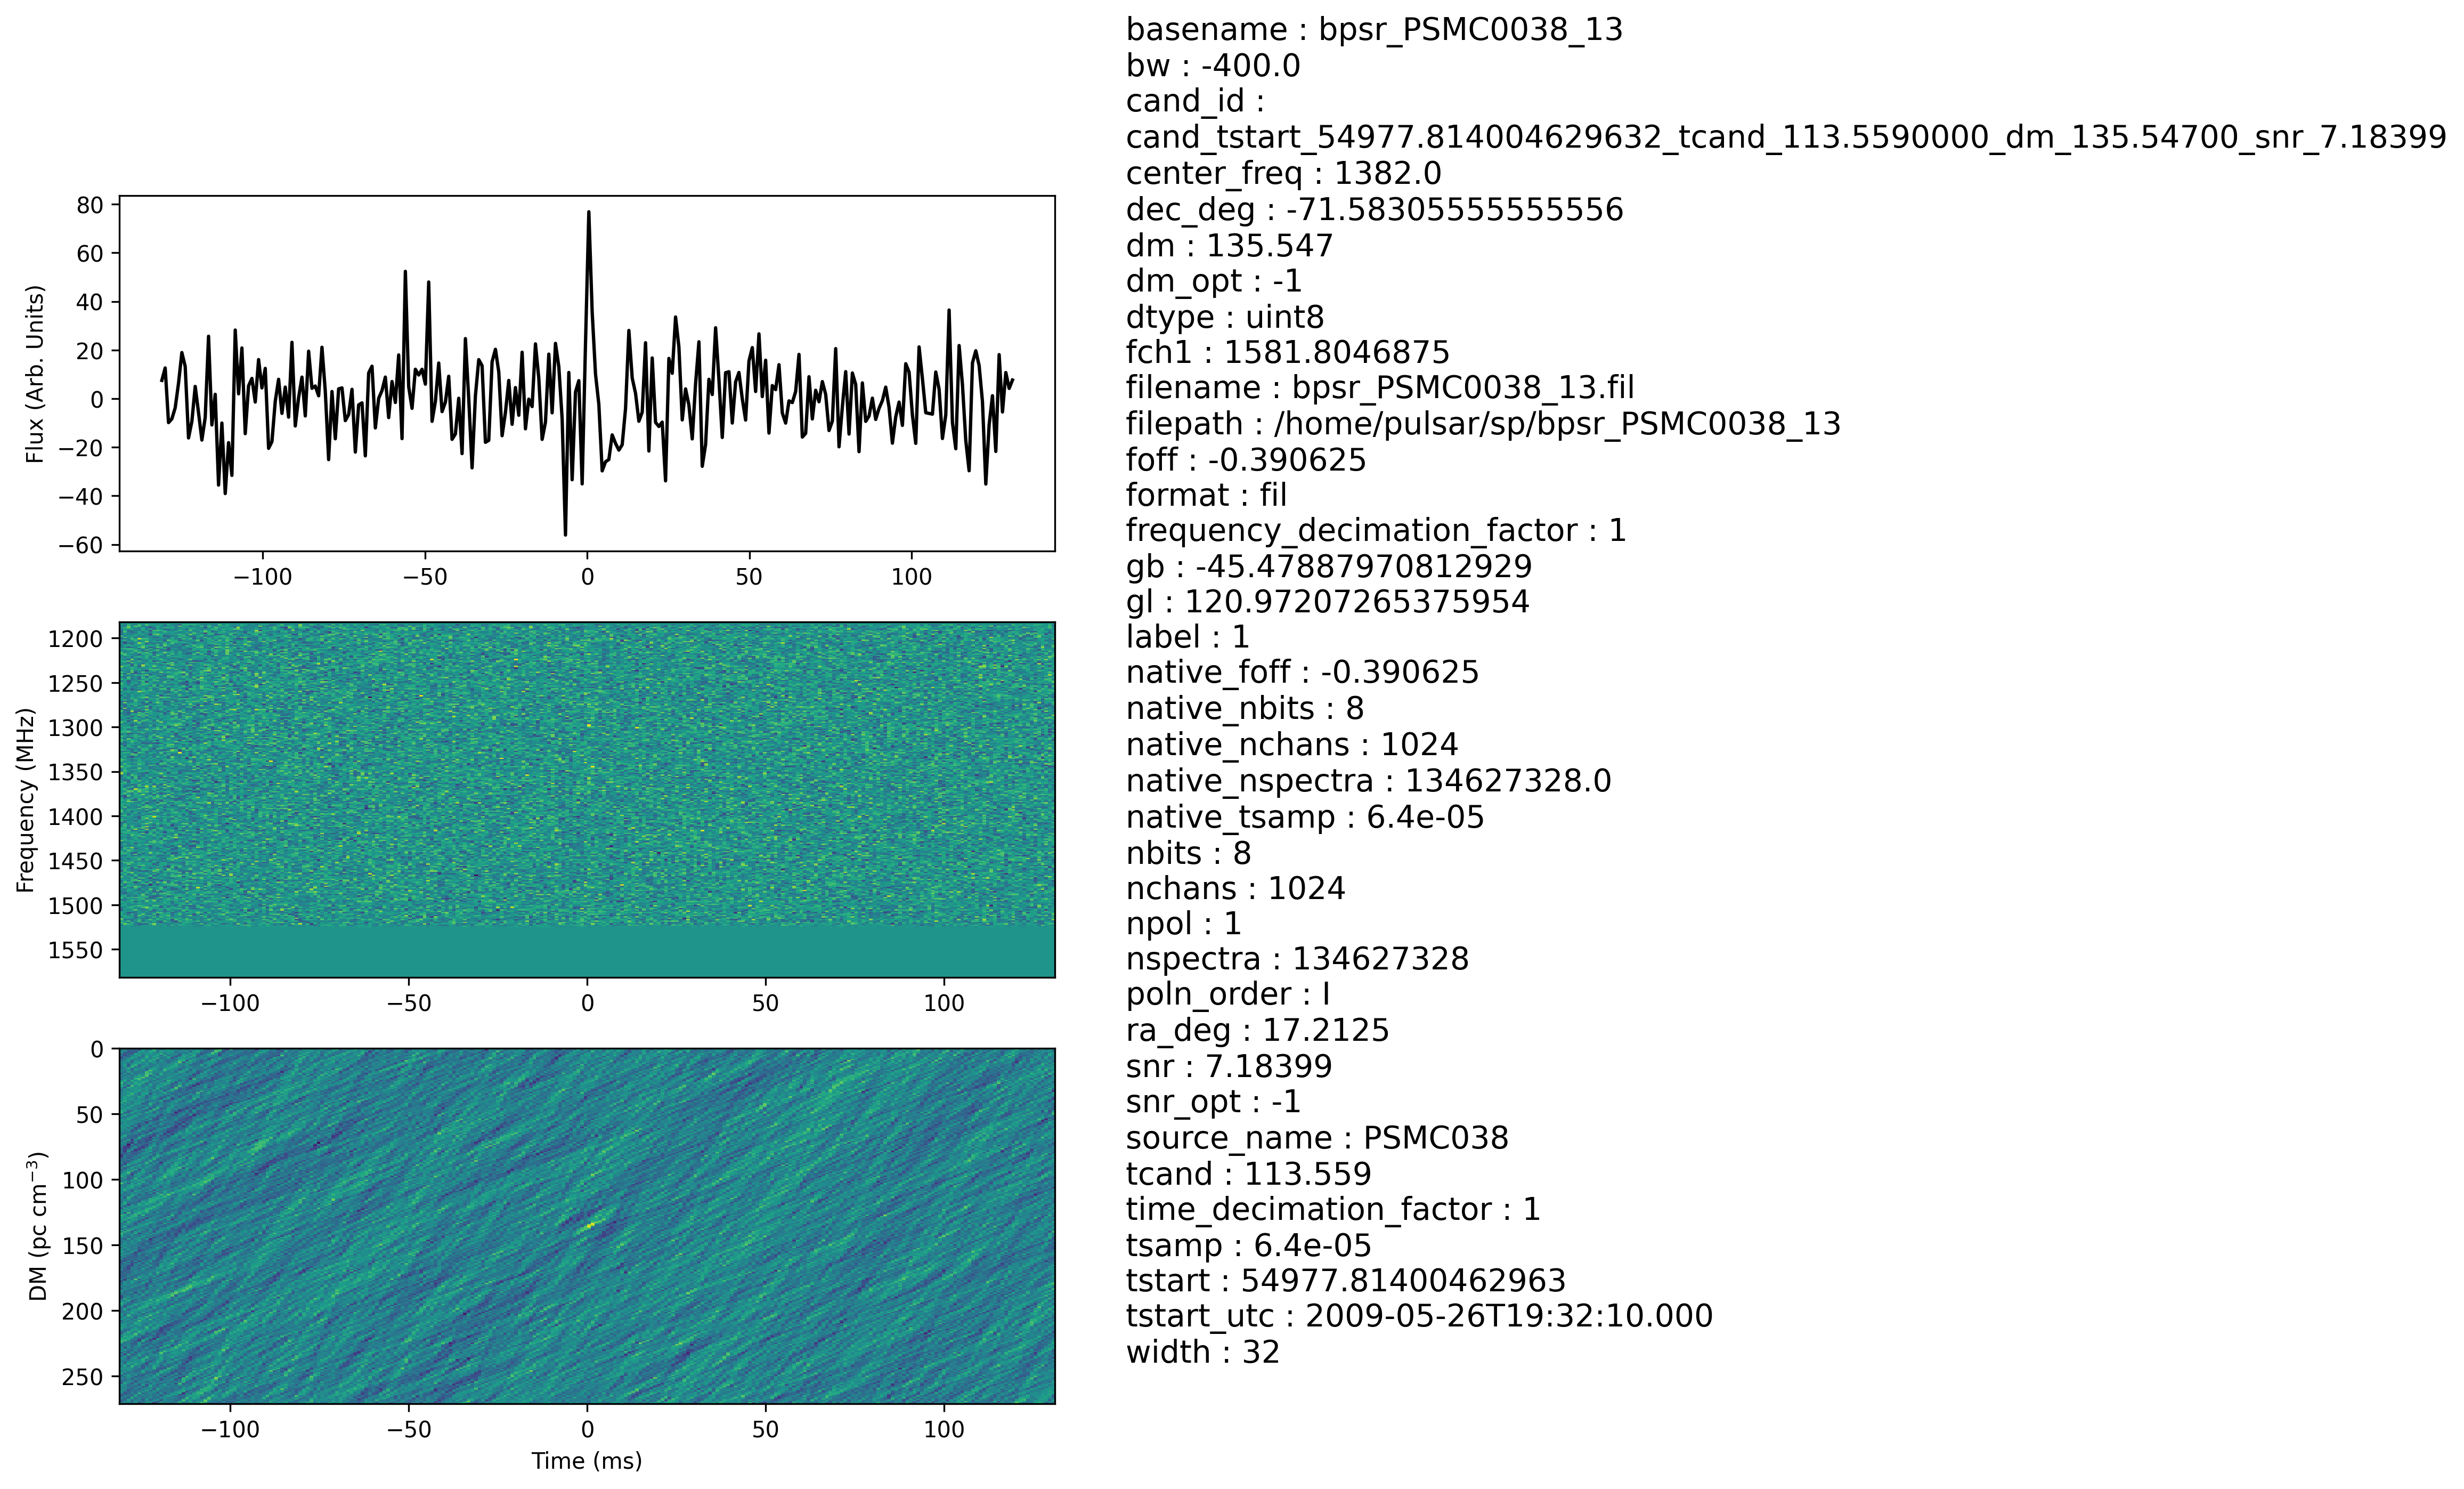 basename : bpsr_PSMC0038_13
bw : -400.0
cand_id :
cand_tstart_54977.814004629632_tcand_113.5590000_dm_135.54700_snr_7.18399
center_freq : 1382.0
dec_deg : -71.58305555555556
dm : 135.547
dm_opt : -1
dtype : uint8
fch1 : 1581.8046875
filename : bpsr_PSMC0038_13.fil
filepath : /home/pulsar/sp/bpsr_PSMC0038_13
foff : -0.390625
format : fil
frequency_decimation_factor : 1
gb : -45.47887970812929
gl : 120.97207265375954
label : 1
native_foff : -0.390625
native_nbits : 8
native_nchans : 1024
native_nspectra : 134627328.0
native_tsamp : 6.4e-05
nbits : 8
nchans : 1024
npol : 1
nspectra : 134627328
poln_order : I
ra_deg : 17.2125
snr : 7.18399
snr_opt : -1
source_name : PSMC038
tcand : 113.559
time_decimation_factor : 1
tsamp : 6.4e-05
tstart : 54977.81400462963
tstart_utc : 2009-05-26T19:32:10.000
width : 32
Flux (Arb. Units)
80
60
40
20
0
−20
−40
−60
−100 −50 0 50 100
Frequency (MHz)
1200
1250
1300
1350
1400
1450
1500
1550
−100 −50 0 50 100
DM (pc cm⁻³)
0
50
100
150
200
250
−100 −50 0 50 100
Time (ms)